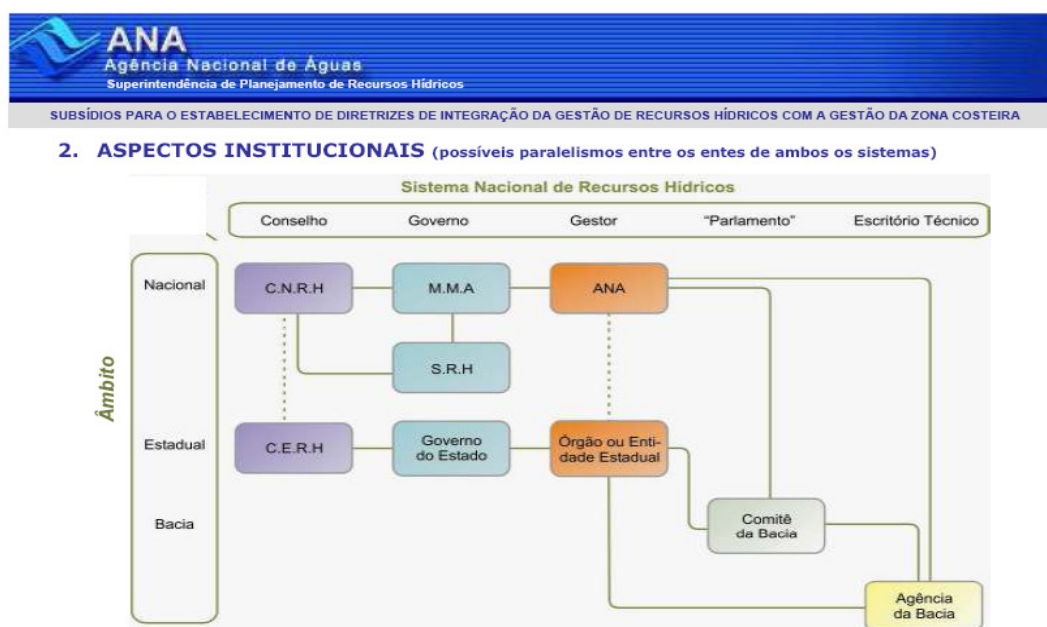 ANA
Agência Nacional de Águas
Superintendência de Planejamento de Recursos Hídricos
SUBSÍDIOS PARA O ESTABELECIMENTO DE DIRETRIZES DE INTEGRAÇÃO DA GESTÃO DE RECURSOS HÍDRICOS COM A GESTÃO DA ZONA COSTEIRA
2. ASPECTOS INSTITUCIONAIS (possíveis paralelismos entre os entes de ambos os sistemas)
Sistema Nacional de Recursos Hídricos
Conselho Governo Gestor "Parlamento" Escritório Técnico
Âmbito
Nacional C.N.R.H M.M.A ANA
S.R.H
Estadual C.E.R.H Governo do Estado Órgão ou Enti-
dade Estadual
Bacia Comitê
da Bacia
Agência
da Bacia